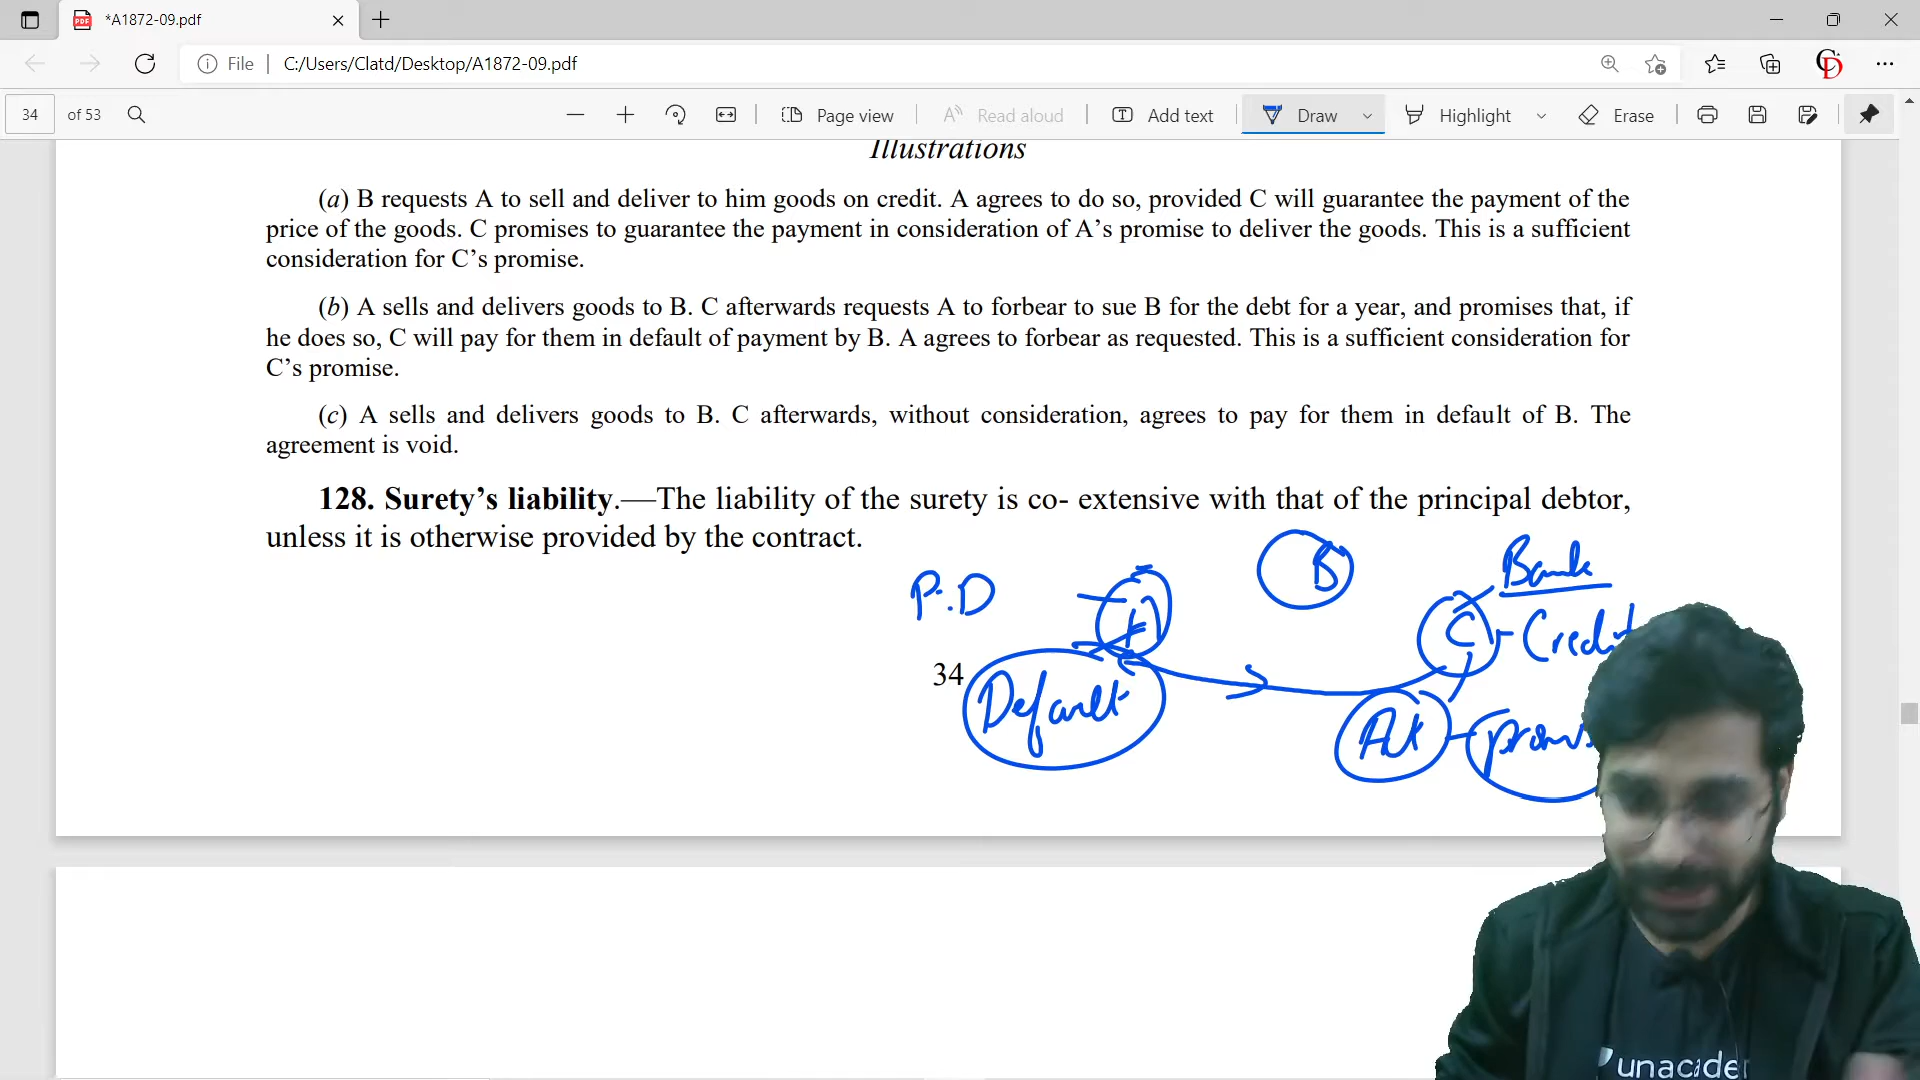 *A1872-09.pdf
File
C:/Users/Clatd/Desktop/A1872-09.pdf
34 of 53
Page view
Read aloud
Add text
Draw
Highlight
Erase
Illustrations
(a) B requests A to sell and deliver to him goods on credit. A agrees to do so, provided C will guarantee the payment of the
price of the goods. C promises to guarantee the payment in consideration of A’s promise to deliver the goods. This is a sufficient
consideration for C’s promise.
(b) A sells and delivers goods to B. C afterwards requests A to forbear to sue B for the debt for a year, and promises that, if
he does so, C will pay for them in default of payment by B. A agrees to forbear as requested. This is a sufficient consideration for
C’s promise.
(c) A sells and delivers goods to B. C afterwards, without consideration, agrees to pay for them in default of B. The
agreement is void.
128. Surety’s liability.—The liability of the surety is co- extensive with that of the principal debtor,
unless it is otherwise provided by the contract.
P.D
B
Bank
C
34
Default
unacade